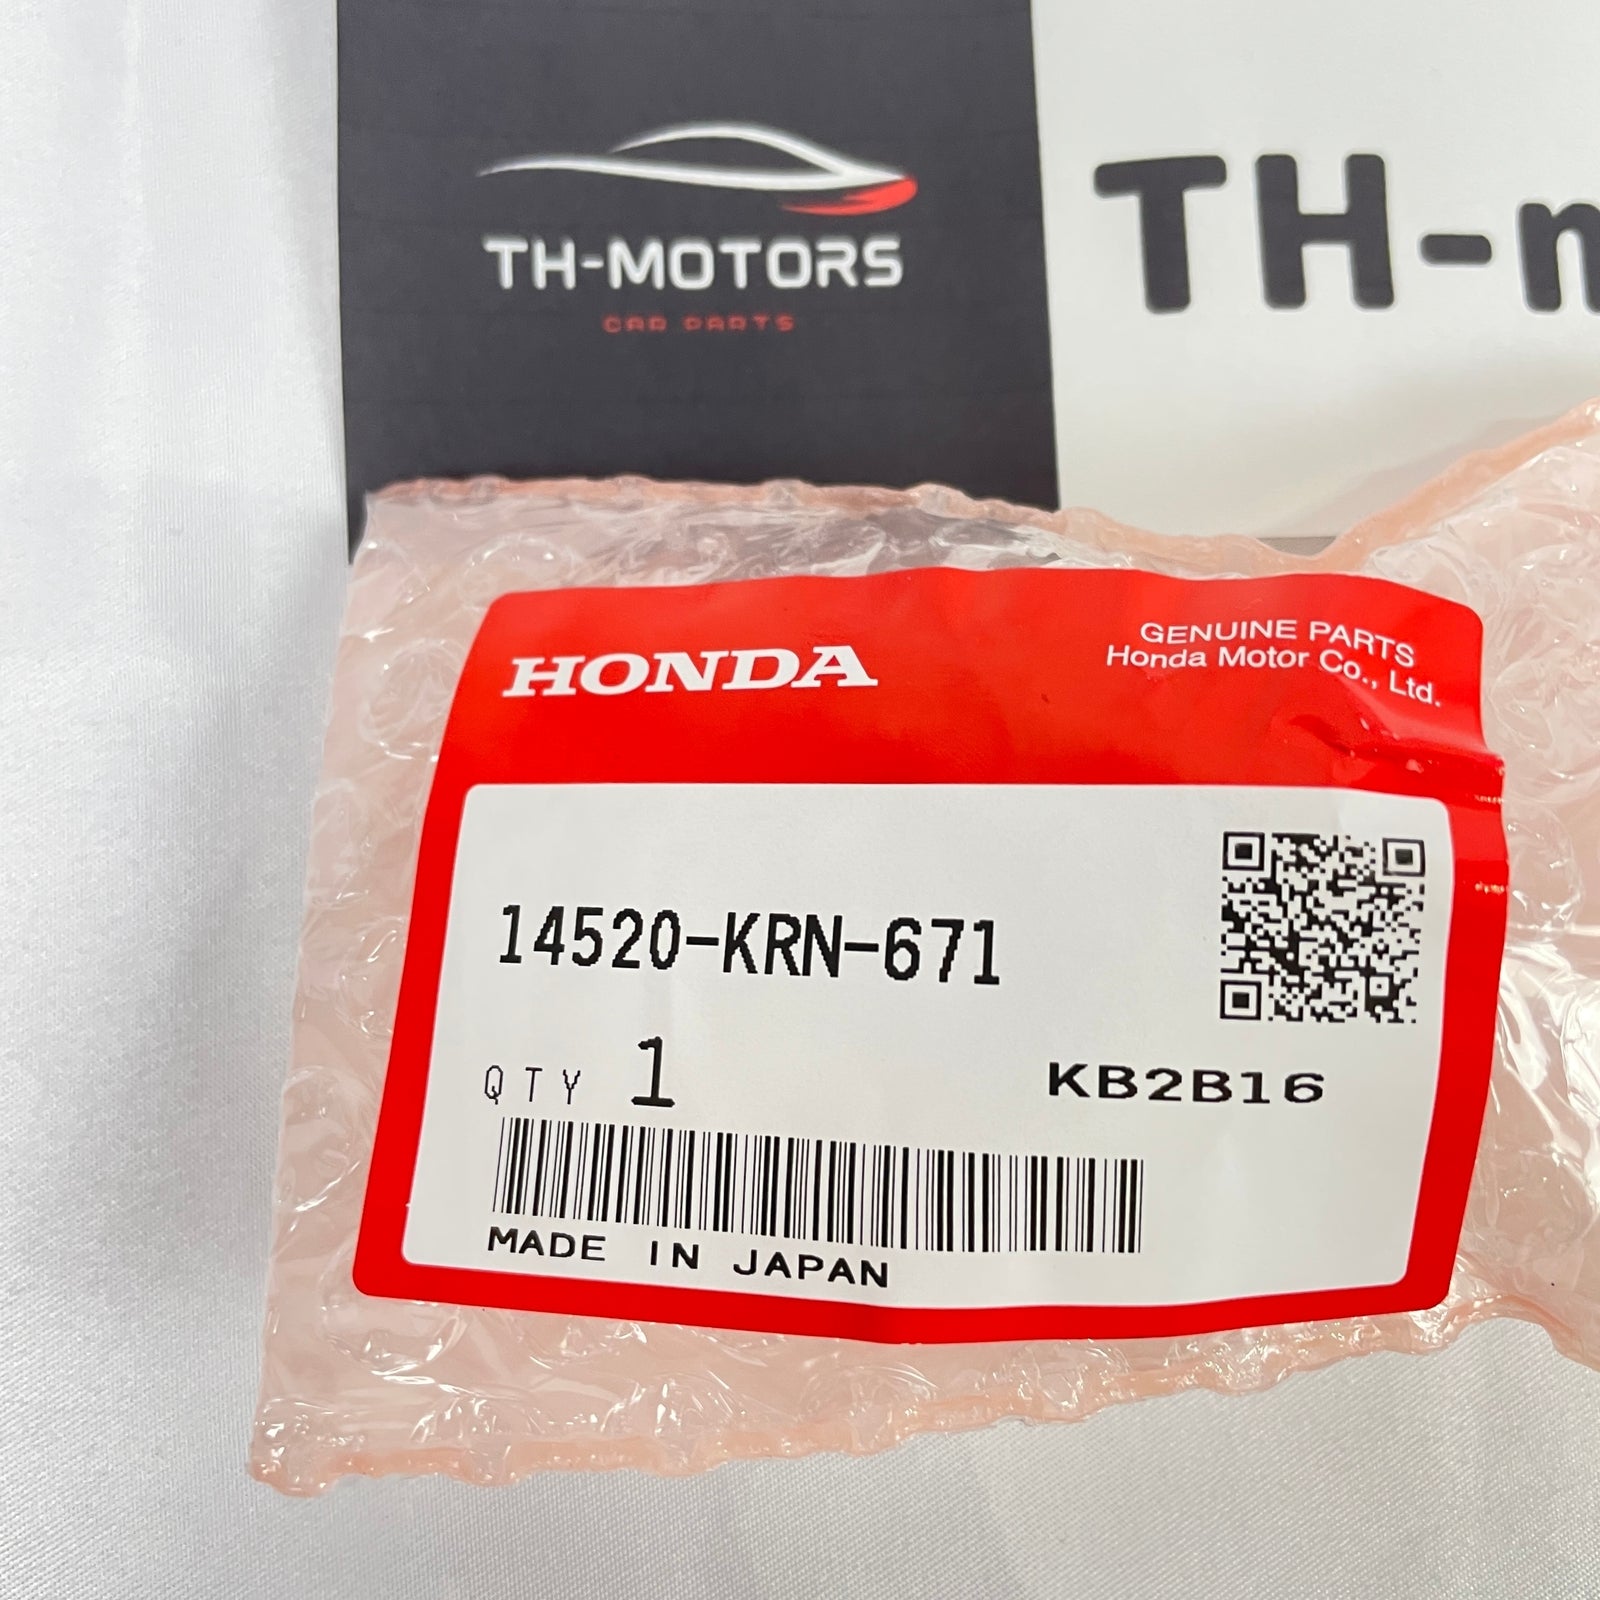 TH-MOTORS
CAR PARTS
TH-m
HONDA
GENUINE PARTS
Honda Motor Co., Ltd.
14520-KRN-671
QTY 1
KB2B16
MADE IN JAPAN